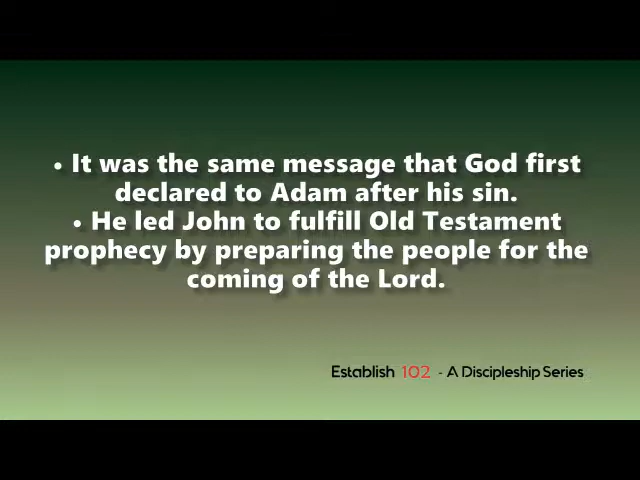 • It was the same message that God first
declared to Adam after his sin.
• He led John to fulfill Old Testament
prophecy by preparing the people for the
coming of the Lord.
Establish 102 - A Discipleship Series